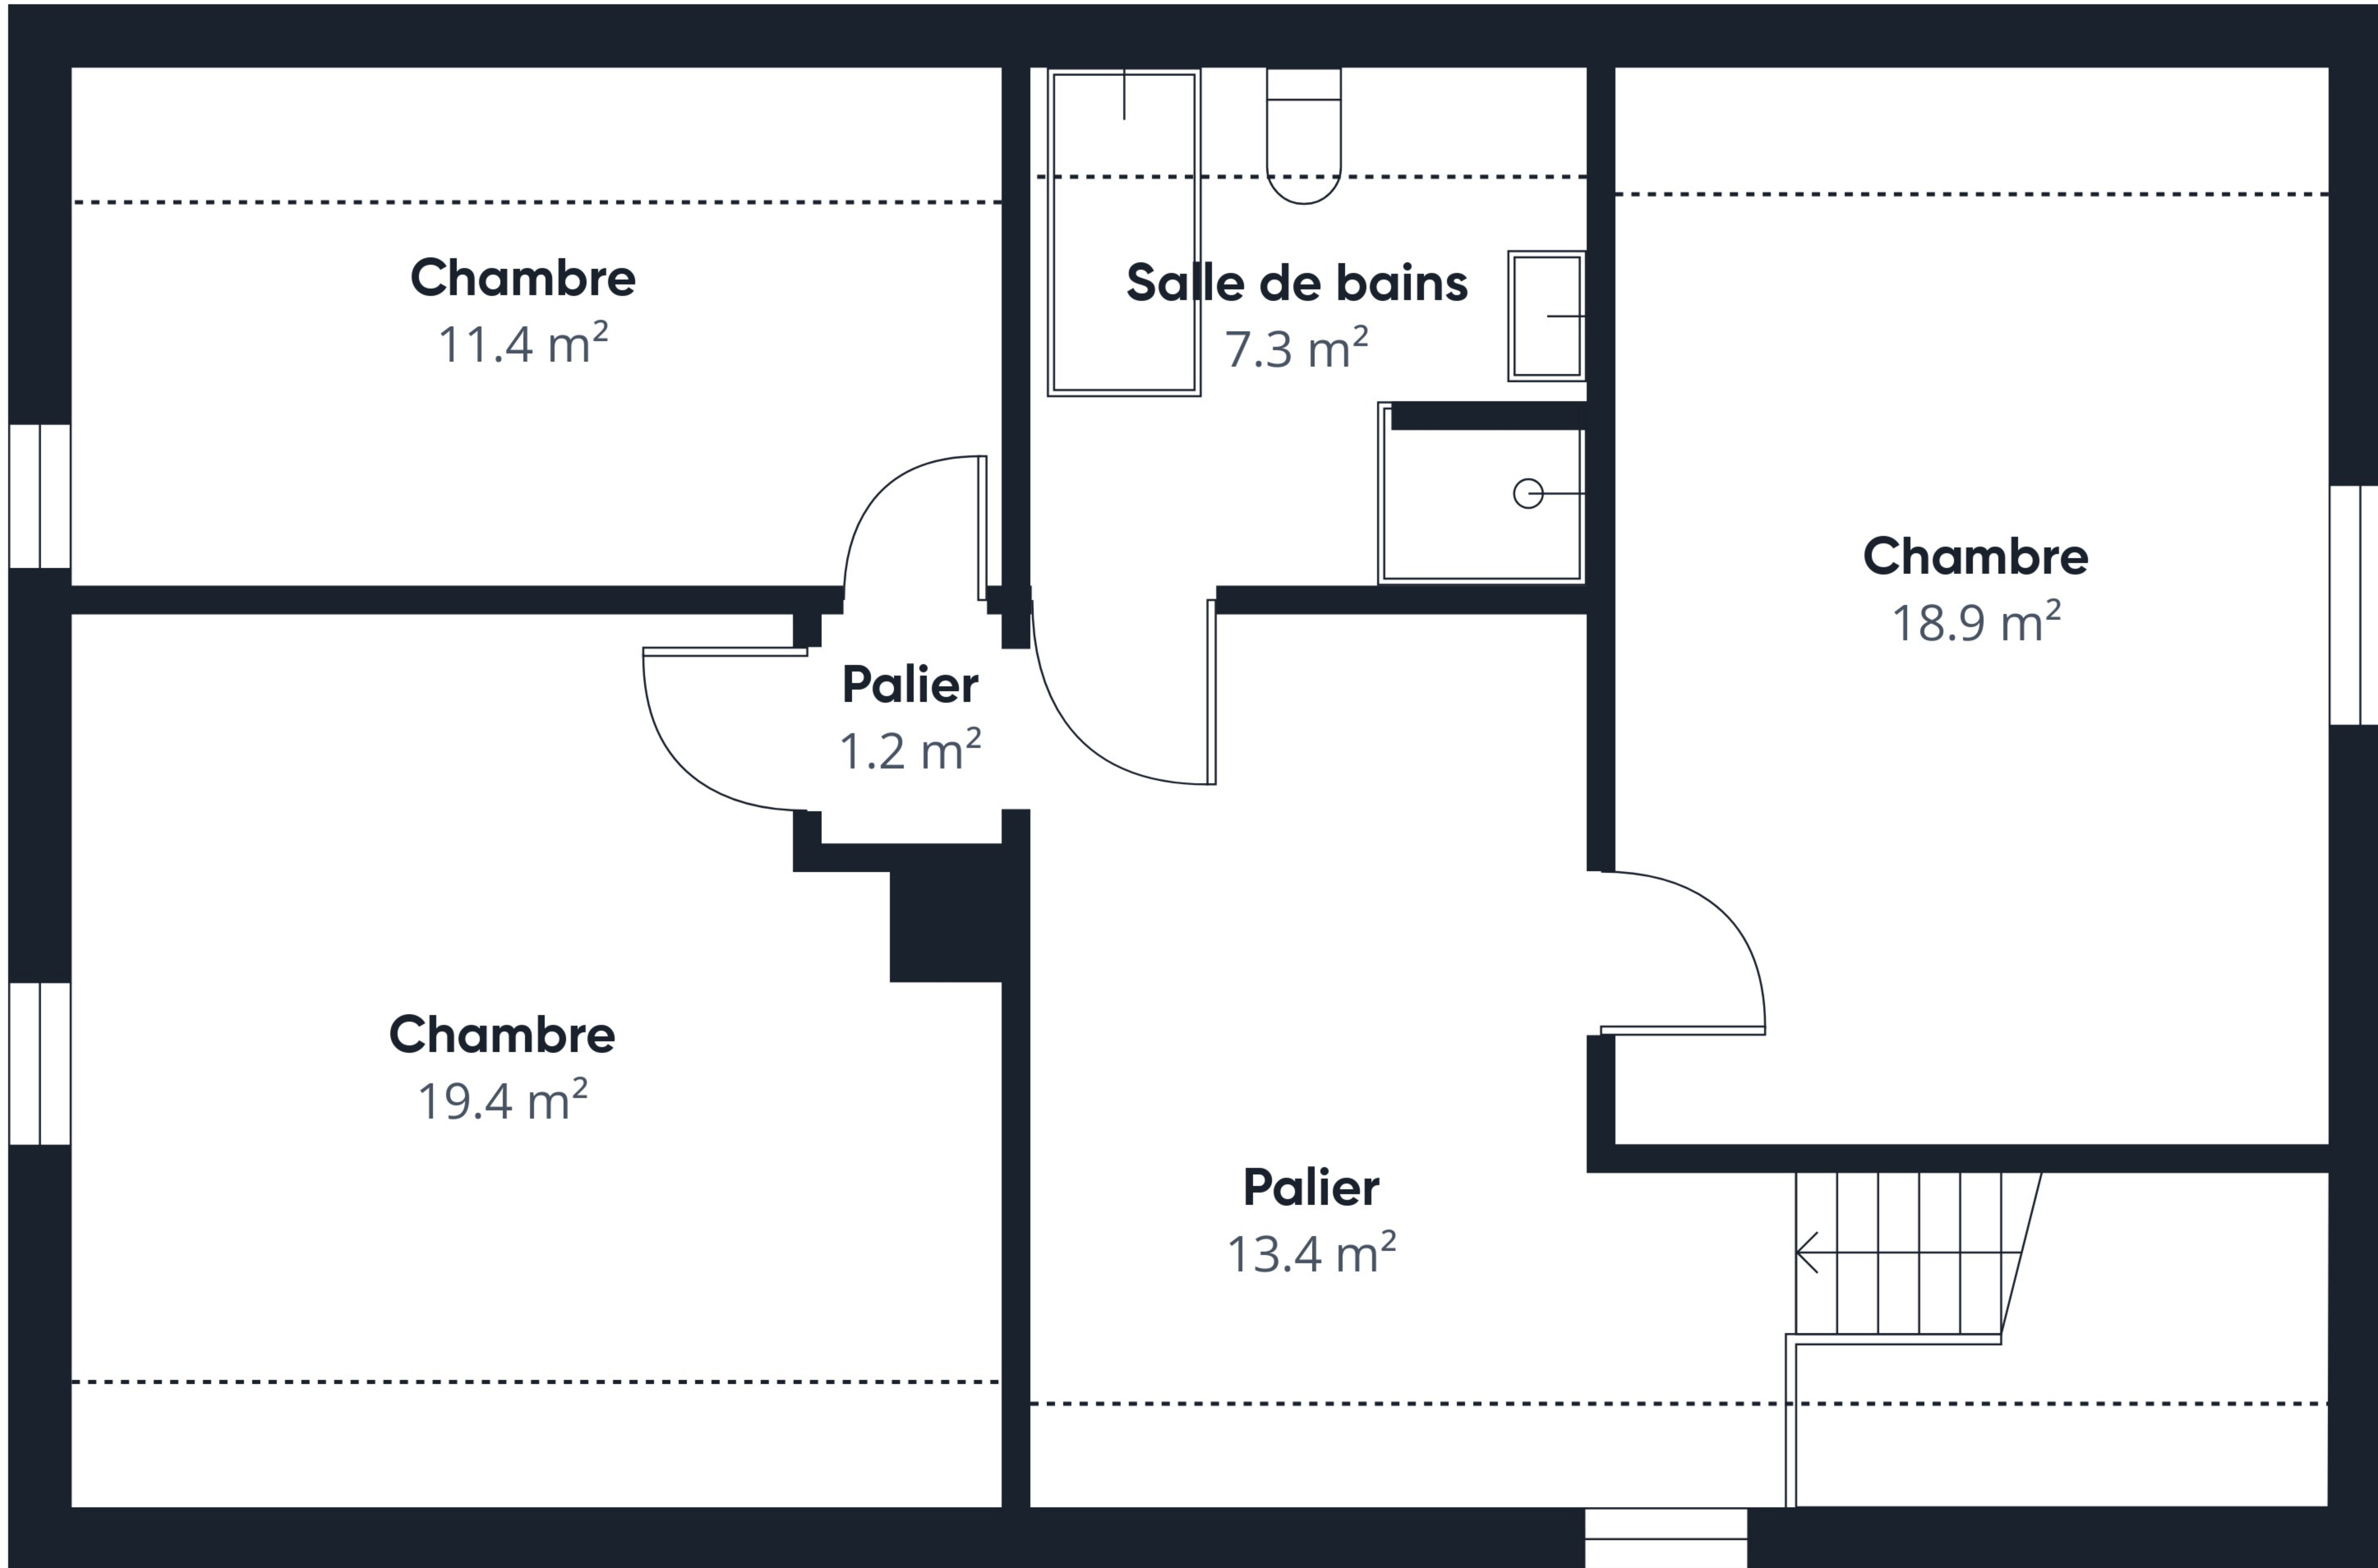 Chambre
11.4 m²
Salle de bains
7.3 m²
Chambre
18.9 m²
Palier
1.2 m²
Chambre
19.4 m²
Palier
13.4 m²